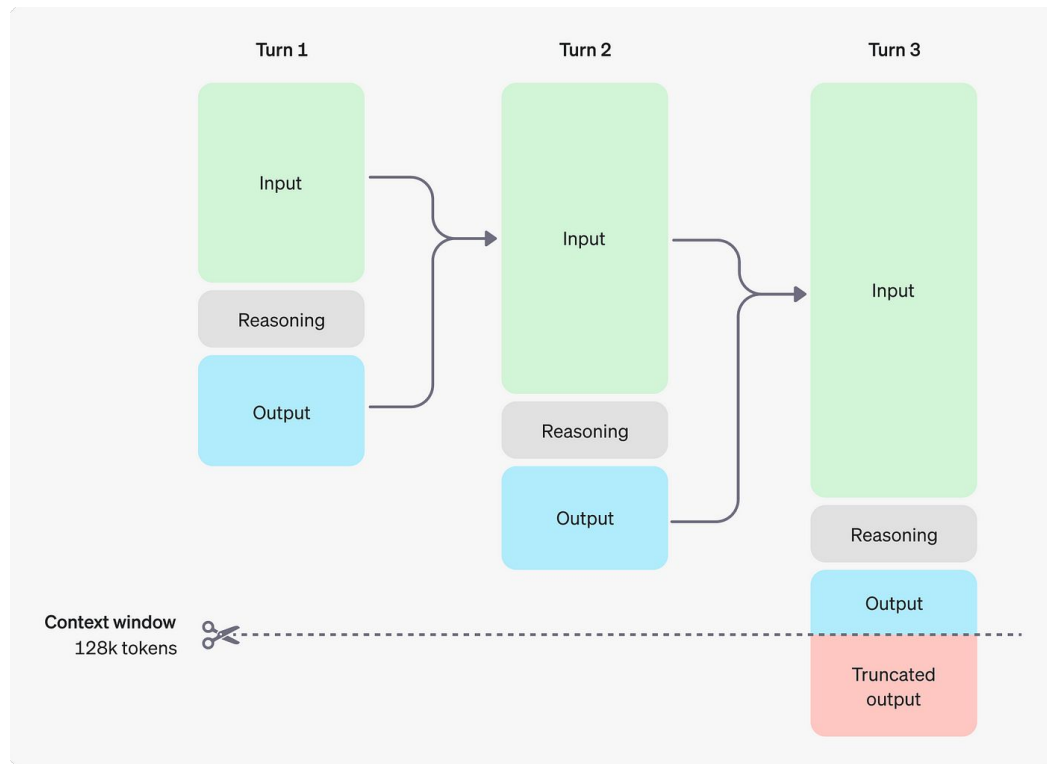 Turn 1
Turn 2
Turn 3
Input
Input
Input
Reasoning
Output
Reasoning
Output
Reasoning
Output
Context window
128k tokens
Truncated
output